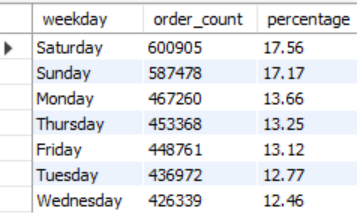 weekday order_count percentage
Saturday 600905 17.56
Sunday 587478 17.17
Monday 467260 13.66
Thursday 453368 13.25
Friday 448761 13.12
Tuesday 436972 12.77
Wednesday 426339 12.46